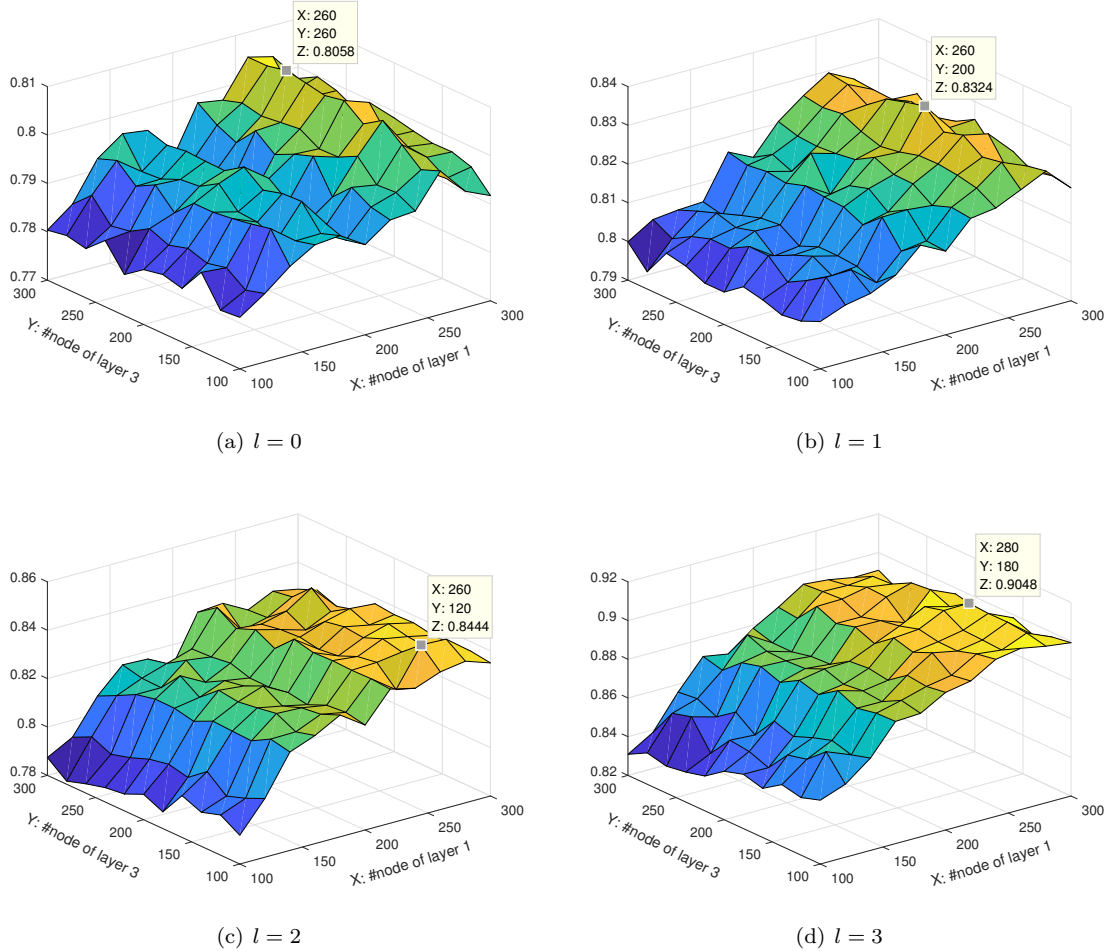 X: 260
Y: 260
Z: 0.8058
0.81
0.8
0.79
0.78
0.77
300
250
200
150
100
Y: #node of layer 3
100
150
200
250
300
X: #node of layer 1
(a) l = 0
X: 260
Y: 200
Z: 0.8324
0.84
0.83
0.82
0.81
0.8
0.79
300
250
200
150
100
Y: #node of layer 3
100
150
200
250
300
X: #node of layer 1
(b) l = 1
X: 260
Y: 120
Z: 0.8444
0.86
0.84
0.82
0.8
0.78
300
250
200
150
100
Y: #node of layer 3
100
150
200
250
300
X: #node of layer 1
(c) l = 2
X: 280
Y: 180
Z: 0.9048
0.92
0.9
0.88
0.86
0.84
0.82
300
250
200
150
100
Y: #node of layer 3
100
150
200
250
300
X: #node of layer 1
(d) l = 3